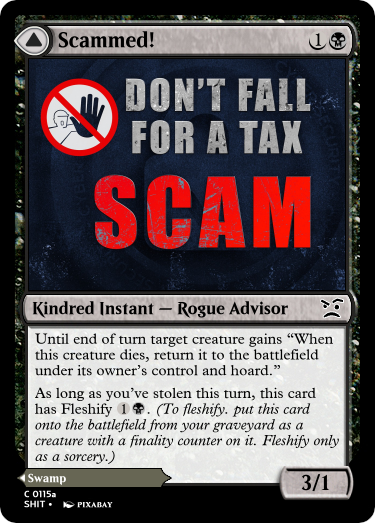 Scammed!
1
DON'T FALL
FOR A TAX
SCAM
Kindred Instant — Rogue Advisor
Until end of turn target creature gains “When
this creature dies, return it to the battlefield
under its owner's control and hoard.”
As long as you've stolen this turn, this card
has Fleshify 1 . (To fleshify. put this card
onto the battlefield from your graveyard as a
creature with a finality counter on it. Fleshify only
as a sorcery.)
Swamp
3/1
C 0115a
SHIT • PIXABAY